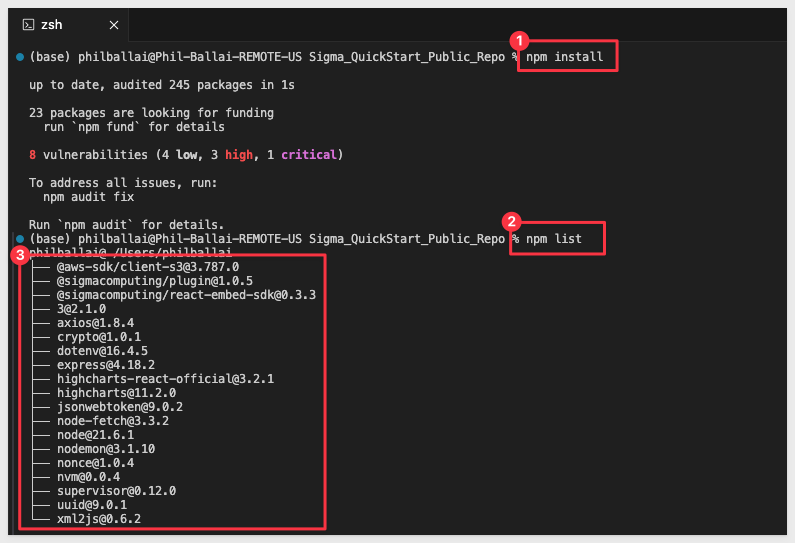 zsh
1
(base) philballai@Phil-Ballai-REMOTE-US Sigma_QuickStart_Public_Repo % npm install
up to date, audited 245 packages in 1s
23 packages are looking for funding
run `npm fund` for details
8 vulnerabilities (4 low, 3 high, 1 critical)
To address all issues, run:
npm audit fix
Run `npm audit` for details.
2
(base) philballai@Phil-Ballai-REMOTE-US Sigma_QuickStart_Public_Repo % npm list
philballai@ /Users/philballai
3
├── @aws-sdk/client-s3@3.787.0
├── @sigmacomputing/plugin@1.0.5
├── @sigmacomputing/react-embed-sdk@0.3.3
├── 3@2.1.0
├── axios@1.8.4
├── crypto@1.0.1
├── dotenv@16.4.5
├── express@4.18.2
├── highcharts-react-official@3.2.1
├── highcharts@11.2.0
├── jsonwebtoken@9.0.2
├── node-fetch@3.3.2
├── node@21.6.1
├── nodemon@3.1.10
├── nonce@1.0.4
├── nvm@0.0.4
├── supervisor@0.12.0
├── uuid@9.0.1
└── xml2js@0.6.2